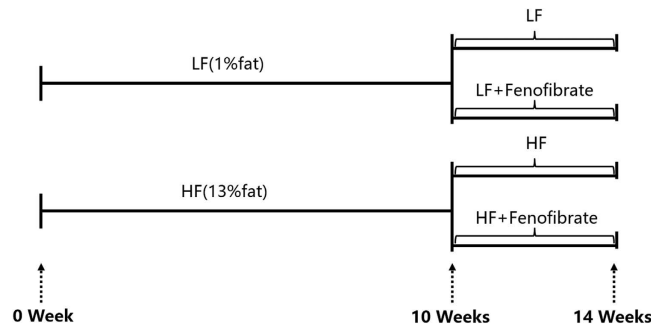 LF
LF(1%fat)
LF+Fenofibrate
HF
HF(13%fat)
HF+Fenofibrate
0 Week
10 Weeks
14 Weeks